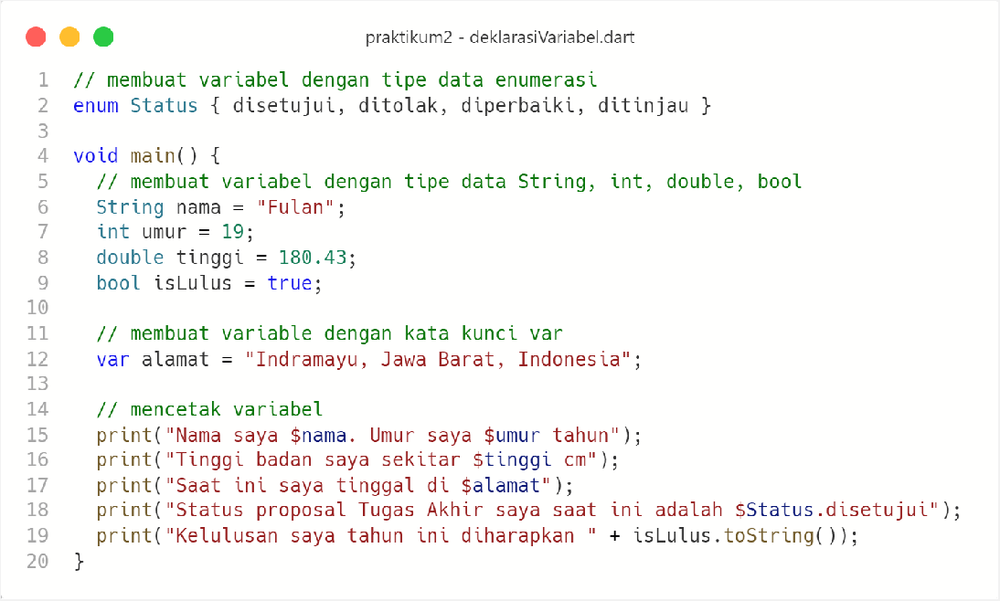 praktikum2 - deklarasiVariabel.dart
1 // membuat variabel dengan tipe data enumerasi
2 enum Status { disetujui, ditolak, diperbaiki, ditinjau }
3
4 void main() {
5   // membuat variabel dengan tipe data String, int, double, bool
6   String nama = "Fulan";
7   int umur = 19;
8   double tinggi = 180.43;
9   bool isLulus = true;
10
11   // membuat variable dengan kata kunci var
12   var alamat = "Indramayu, Jawa Barat, Indonesia";
13
14   // mencetak variabel
15   print("Nama saya $nama. Umur saya $umur tahun");
16   print("Tinggi badan saya sekitar $tinggi cm");
17   print("Saat ini saya tinggal di $alamat");
18   print("Status proposal Tugas Akhir saya saat ini adalah $Status.disetujui");
19   print("Kelulusan saya tahun ini diharapkan " + isLulus.toString());
20 }